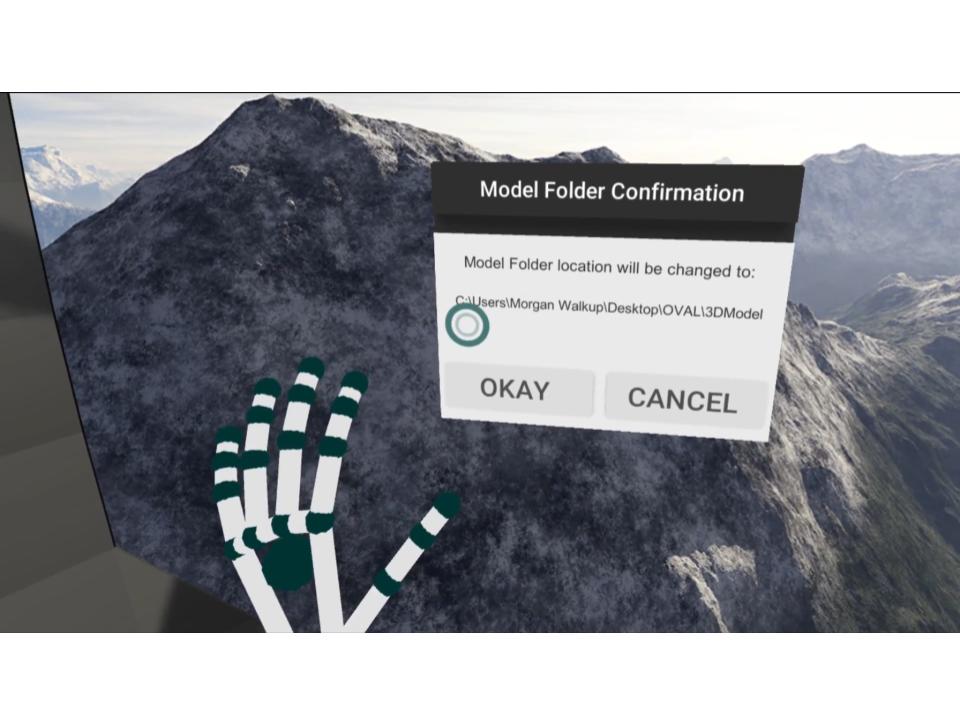 Model Folder Confirmation
Model Folder location will be changed to:
C:\Users\Morgan Walkup\Desktop\OVAL\3DModel
OKAY
CANCEL